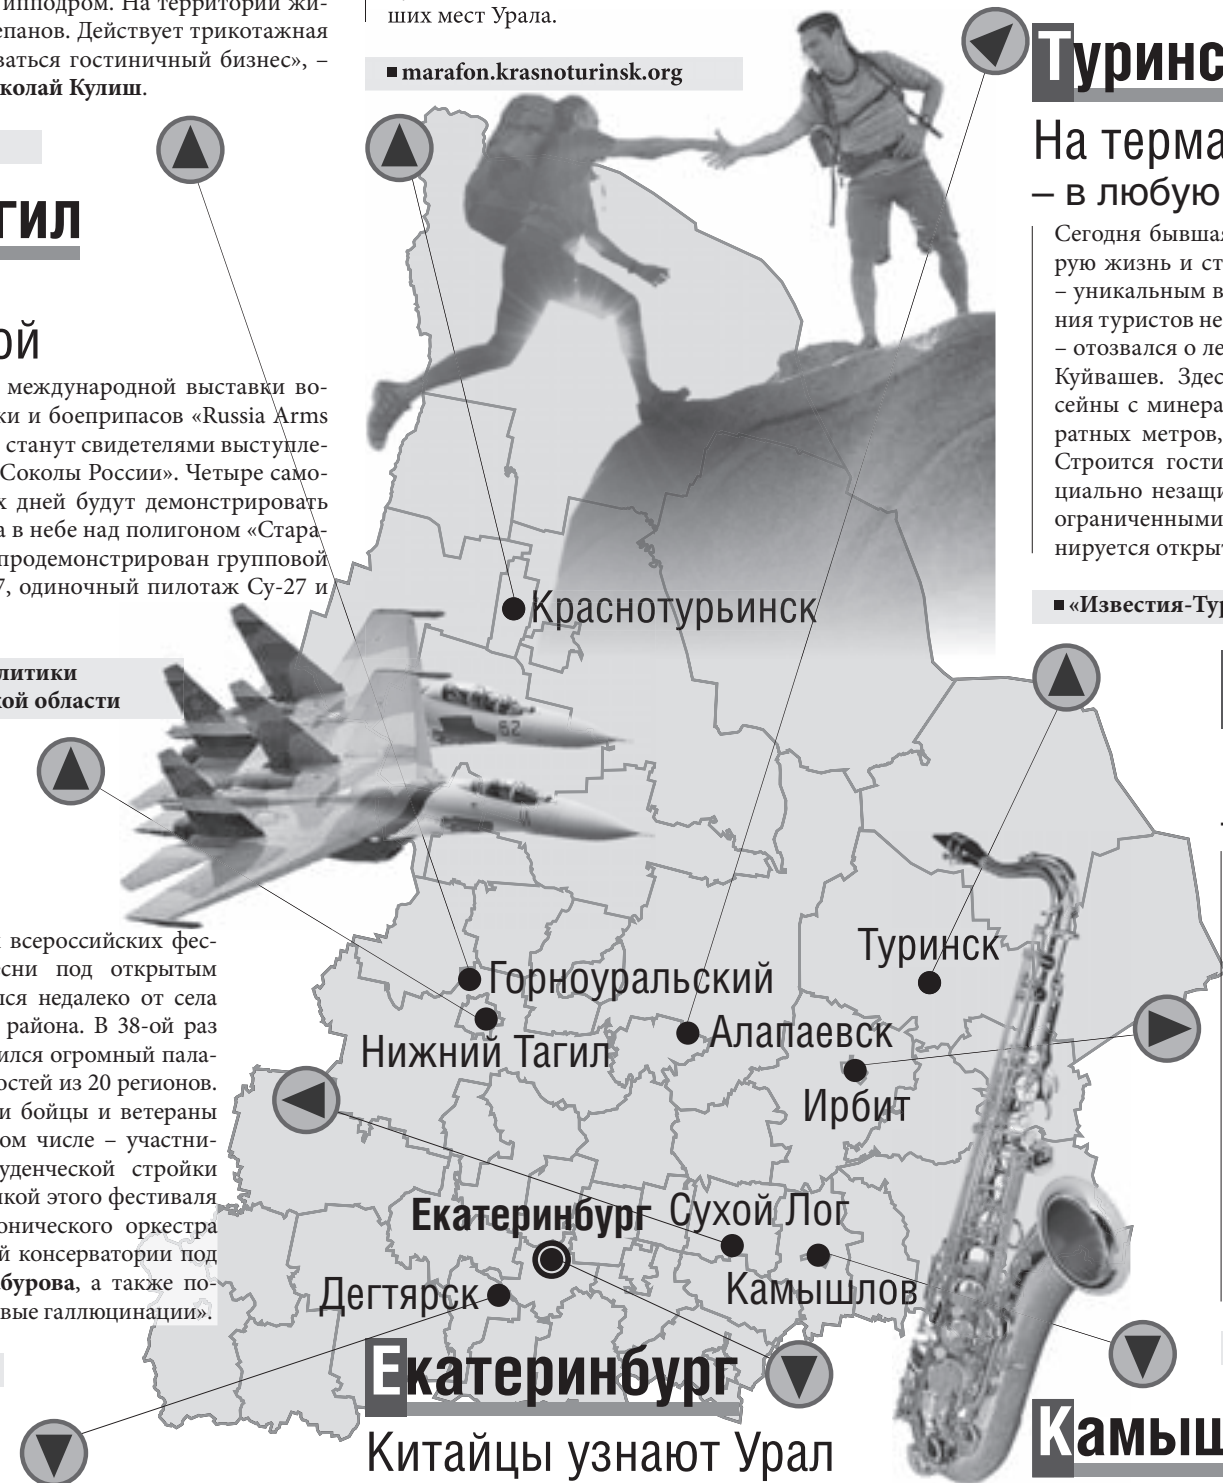 ипподром. На территории жи-
епанов. Действует трикотажная
ваться гостиничный бизнес», –
колай Кулиш.
гил
ой
международной выставки во-
ки и боеприпасов «Russia Arms
станут свидетелями выступле-
Соколы России». Четыре само-
х дней будут демонстрировать
а в небе над полигоном «Стара-
продемонстрирован групповой
7, одиночный пилотаж Су-27 и
литики
кой области
всероссийских фес-
есни под открытым
лся недалеко от села
района. В 38-ой раз
ился огромный пала-
остей из 20 регионов.
и бойцы и ветераны
ом числе – участни-
уденческой стройки
икой этого фестиваля
онического оркестра
й консерватории под
бурова, а также по-
вые галлюцинации».
ших мест Урала.
marafon.krasnoturinsk.org
Краснотурьинск
62
Туринск
Горноуральский
Алапаевск
Нижний Тагил
Ирбит
Екатеринбург
Сухой Лог
Камышлов
Дегтярск
Екатеринбург
Китайцы узнают Урал
Туринс
На терма
– в любую
Сегодня бывшая
рую жизнь и ст
– уникальным в
ния туристов не
– отозвался о ле
Куйвашев. Здес
сейны с минера
ратных метров,
Строится гости
циально незащи
ограниченными
нируется открыт
«Известия-Тур
Камыш